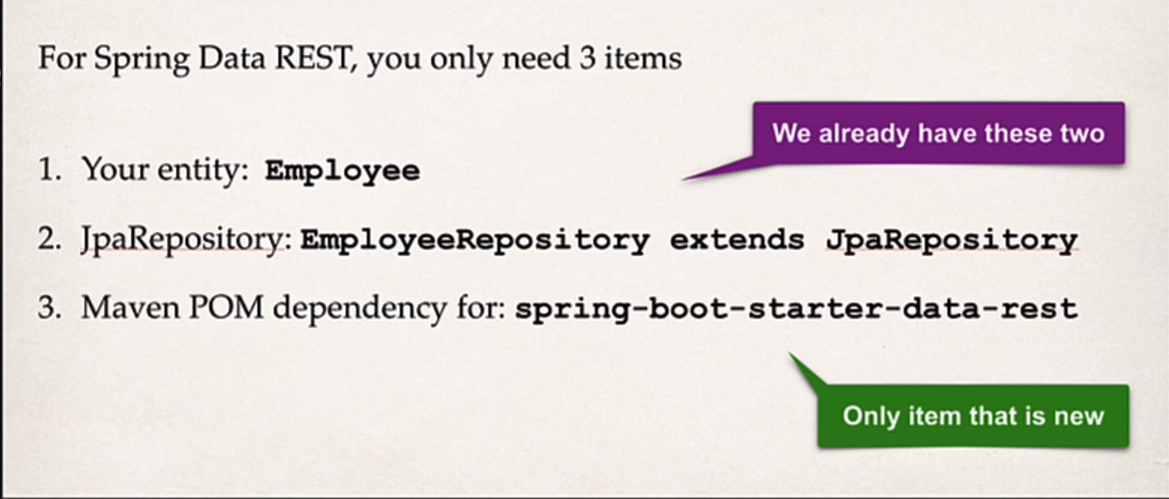 For Spring Data REST, you only need 3 items
We already have these two
1. Your entity: Employee
2. JpaRepository: EmployeeRepository extends JpaRepository
3. Maven POM dependency for: spring-boot-starter-data-rest
Only item that is new